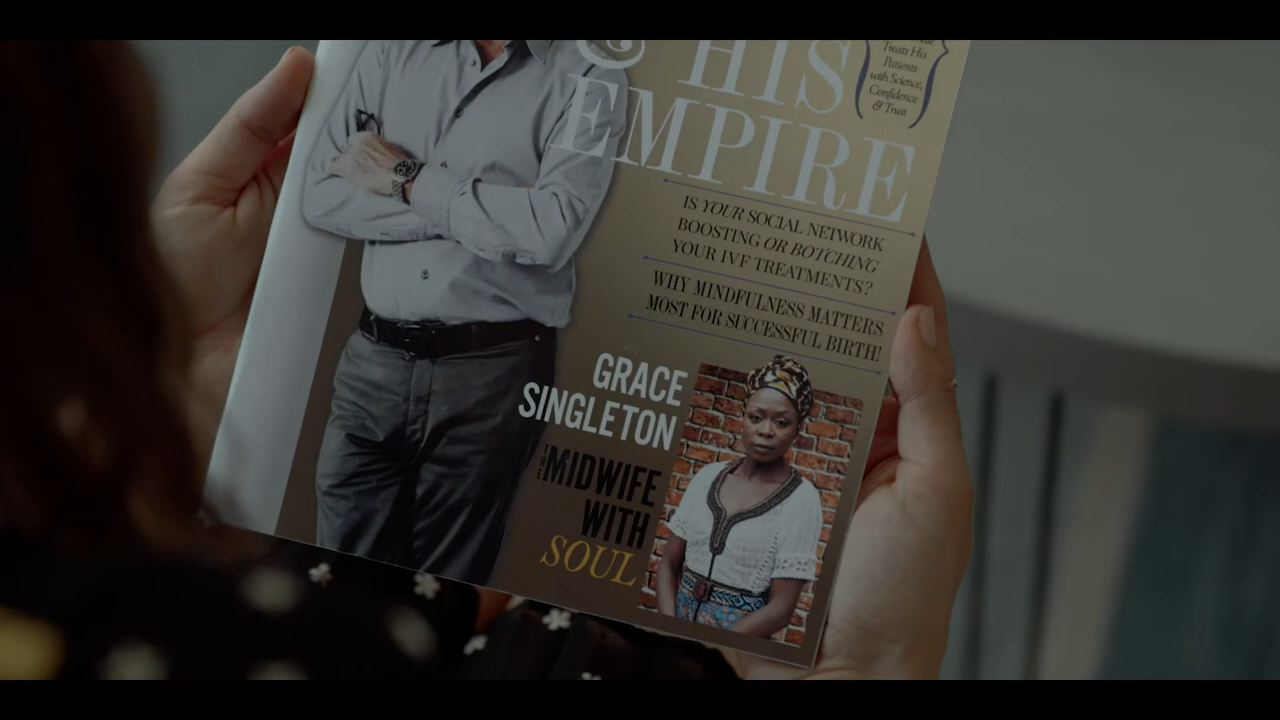 & HIS
EMPIRE
Treats His
Patients
with Science,
Confidence
& Trust
IS YOUR SOCIAL NETWORK
BOOSTING OR BOTCHING
YOUR IVF TREATMENTS?
WHY MINDFULNESS MATTERS
MOST FOR SUCCESSFUL BIRTH!
GRACE
SINGLETON
THE MIDWIFE
WITH
SOUL